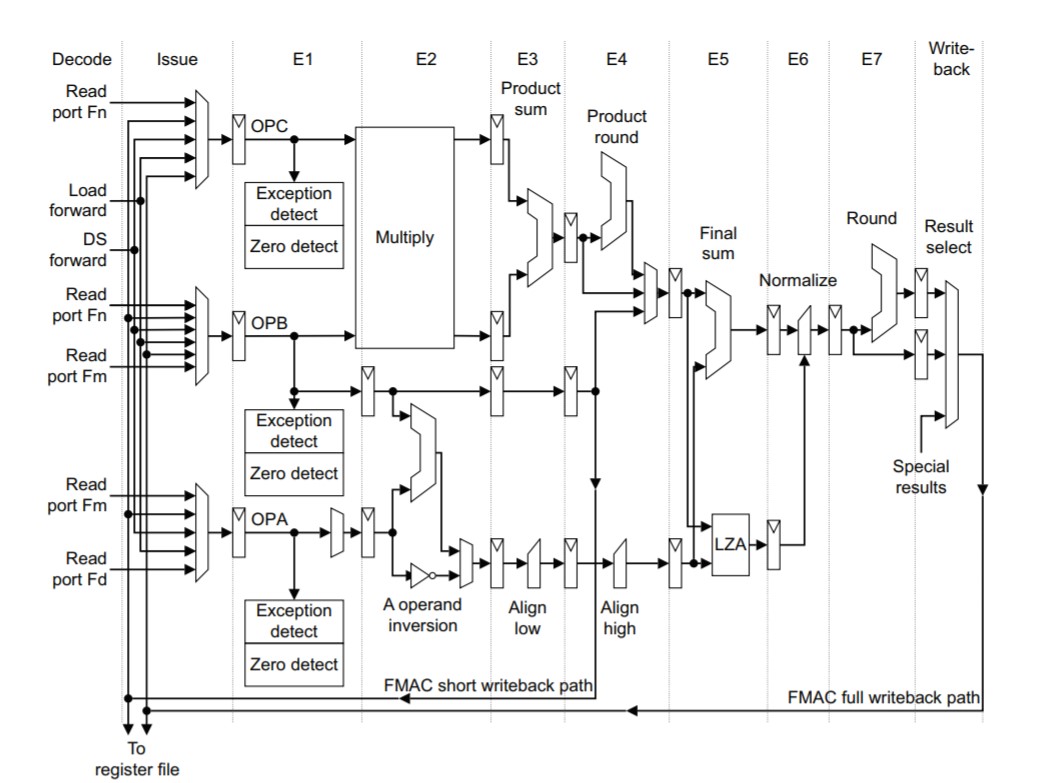 Decode
Issue
E1
E2
E3
E4
E5
E6
E7
Write-
back
Read
port Fn
Load
forward
DS
forward
Read
port Fn
Read
port Fm
Read
port Fm
Read
port Fd
OPC
Exception
detect
Zero detect
OPB
Exception
detect
Zero detect
OPA
Exception
detect
Zero detect
Multiply
A operand
inversion
Product
sum
Align
low
Product
round
Align
high
Final
sum
LZA
Normalize
Round
Result
select
Special
results
FMAC short writeback path
FMAC full writeback path
To
register file